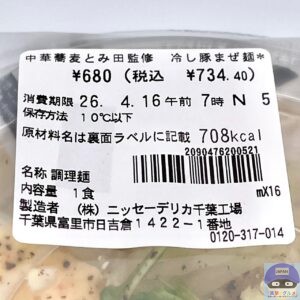 中華蕎麦とみ田監修 冷し豚まぜ麺*
¥680 (税込 ¥734.40)
消費期限 26. 4.16 午前 7時 N 5
保存方法 10℃以下
原材料名は裏面ラベルに記載 708kcal
2090476200521
名称 調理麺
内容量 1食 mX16
製造者 (株) ニッセーデリカ千葉工場
千葉県富里市日吉倉1422-1番地
0120-317-014